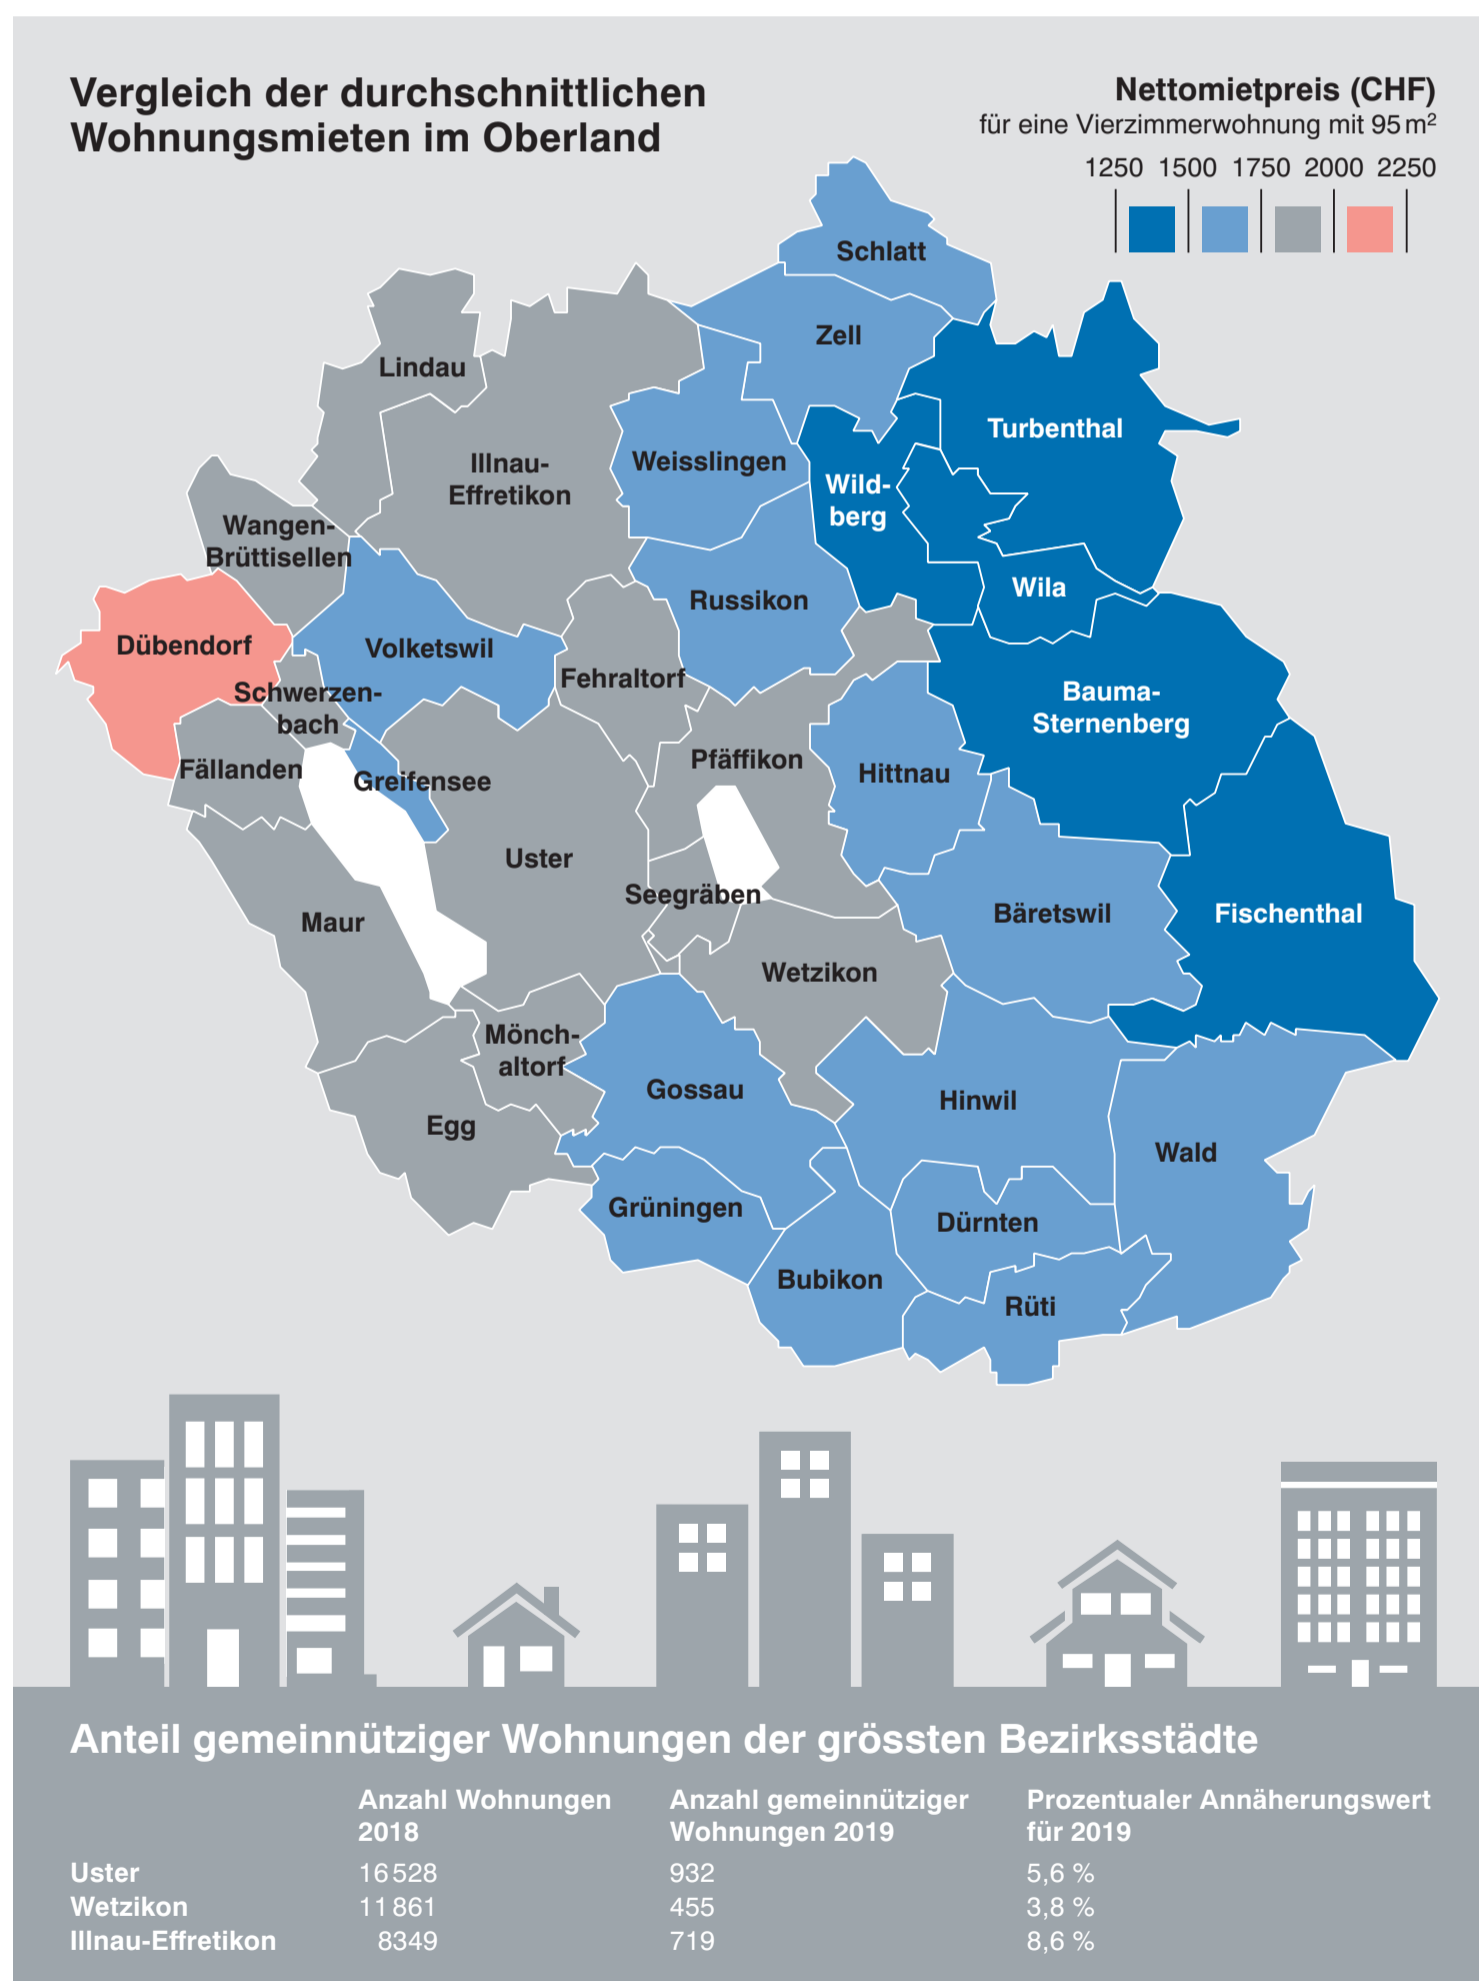 Vergleich der durchschnittlichen
Wohnungsmieten im Oberland
Nettomietpreis (CHF)
für eine Vierzimmerwohnung mit 95 m²
1250 1500 1750 2000 2250
Schlatt
Zell
Lindau
Turbenthal
Illnau-
Effretikon
Weisslingen
Wild-
berg
Wangen-
Brüttisellen
Wila
Russikon
Dübendorf
Volketswil
Fehraltorf
Schwerzen-
bach
Bauma-
Sternenberg
Fällanden
Greifensee
Pfäffikon
Hittnau
Uster
Seegräben
Maur
Bäretswil
Fischenthal
Wetzikon
Mönch-
altorf
Gossau
Hinwil
Egg
Wald
Grüningen
Dürnten
Bubikon
Rüti
Anteil gemeinnütziger Wohnungen der grössten Bezirksstädte
Anzahl Wohnungen
2018
Anzahl gemeinnütziger
Wohnungen 2019
Prozentualer Annäherungswert
für 2019
Uster 16 528 932 5,6 %
Wetzikon 11 861 455 3,8 %
Illnau-Effretikon 8349 719 8,6 %